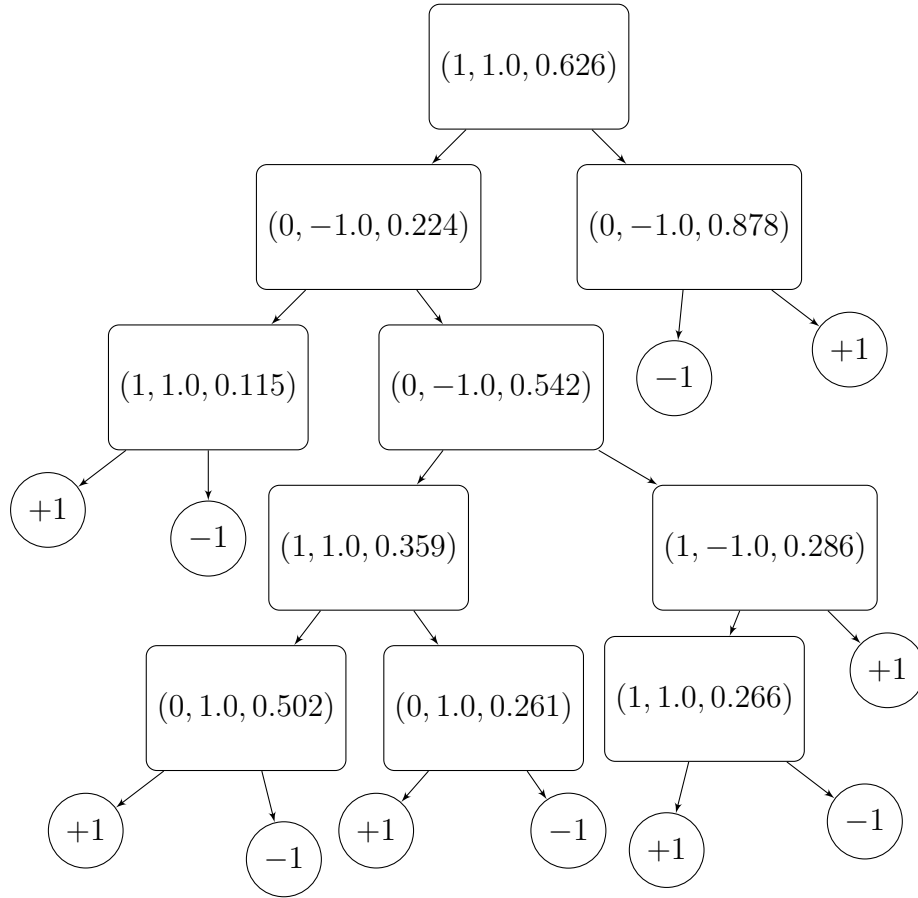 (1, 1.0, 0.626)
(0, −1.0, 0.224)
(0, −1.0, 0.878)
(1, 1.0, 0.115)
(0, −1.0, 0.542)
−1
+1
+1
−1
(1, 1.0, 0.359)
(1, −1.0, 0.286)
(0, 1.0, 0.502)
(0, 1.0, 0.261)
(1, 1.0, 0.266)
+1
+1
−1
+1
−1
+1
−1